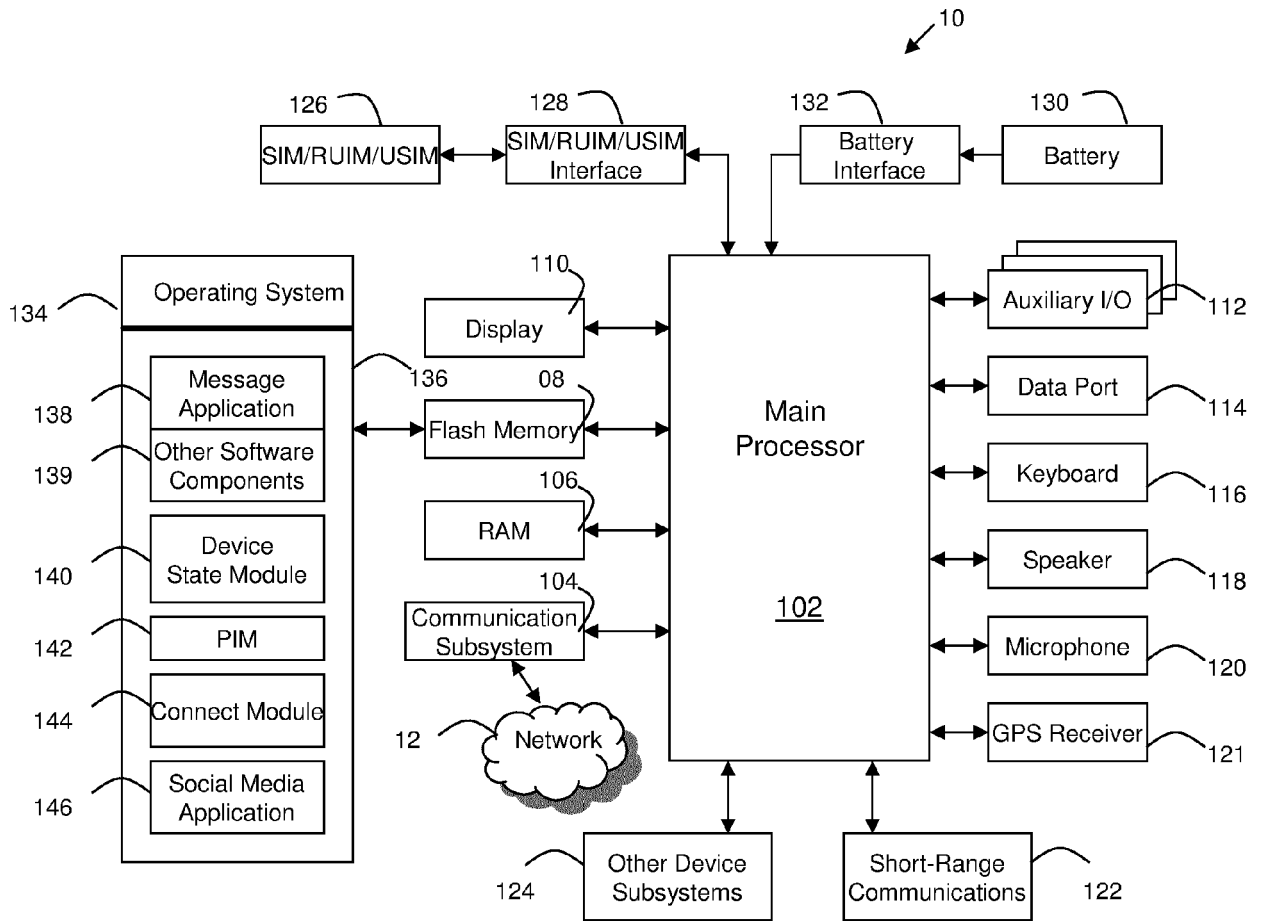 10
126
128
132
130
SIM/RUIM/USIM
SIM/RUIM/USIM
Interface
Battery
Interface
Battery
Operating System
134
136
Message
Application
138
Other Software
Components
139
Device
State Module
140
PIM
142
Connect Module
144
Social Media
Application
146
110
Display
08
Flash Memory
106
RAM
104
Communication
Subsystem
12
Network
Main
Processor
102
Auxiliary I/O
112
Data Port
114
Keyboard
116
Speaker
118
Microphone
120
GPS Receiver
121
124
Other Device
Subsystems
Short-Range
Communications
122